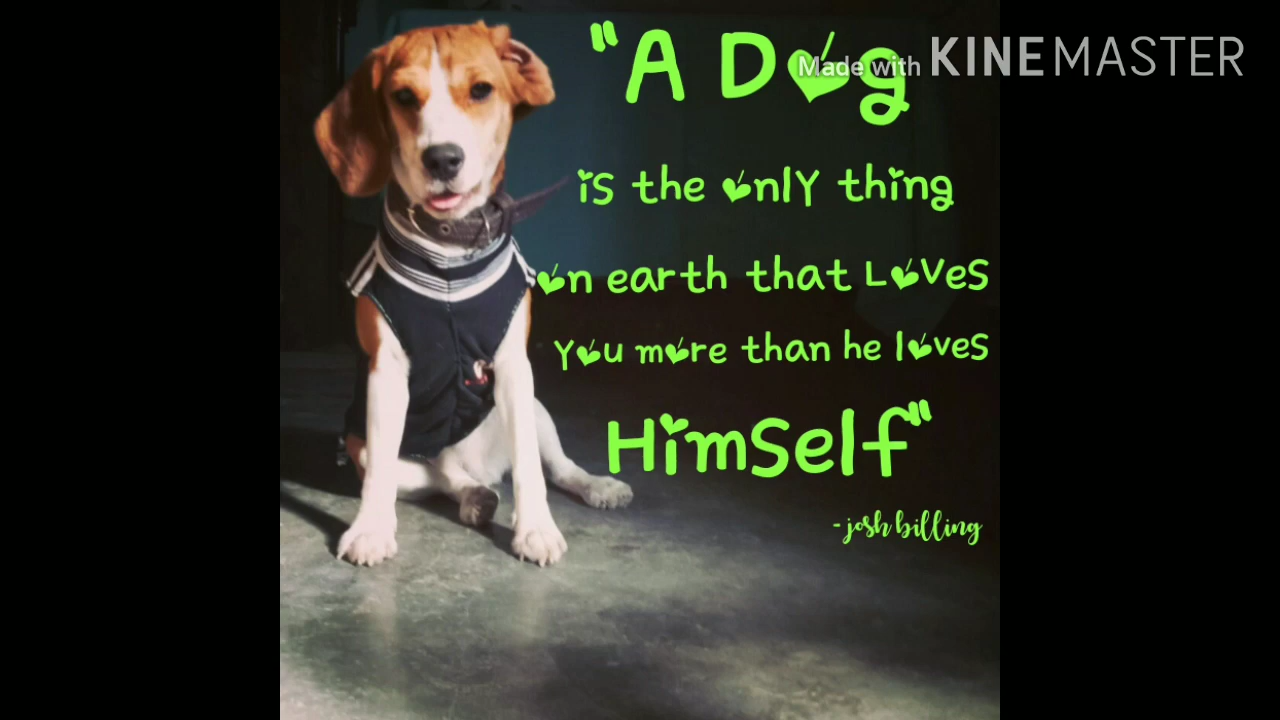 "A Dog
Made with KINEMASTER
is the only thing
on earth that Loves
You more than he loves
HimSelf"
-josh billing